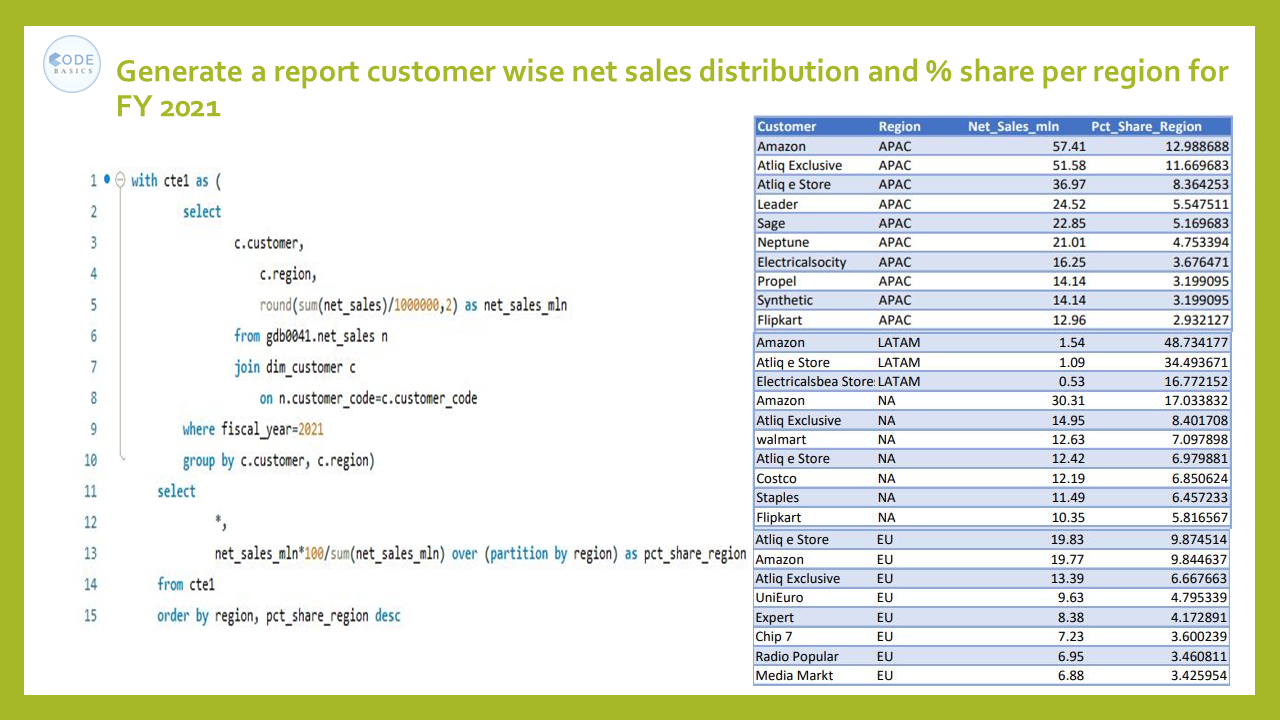 CODE
BASICS
Generate a report customer wise net sales distribution and % share per region for
FY 2021
1 with cte1 as (
2 select
3 c.customer,
4 c.region,
5 round(sum(net_sales)/1000000,2) as net_sales_mln
6 from gdb0041.net_sales n
7 join dim_customer c
8 on n.customer_code=c.customer_code
9 where fiscal_year=2021
10 group by c.customer, c.region)
11 select
12 *,
13 net_sales_mln*100/sum(net_sales_mln) over (partition by region) as pct_share_region
14 from cte1
15 order by region, pct_share_region desc
Customer Region Net_Sales_mln Pct_Share_Region
Amazon APAC 57.41 12.988688
Atliq Exclusive APAC 51.58 11.669683
Atliq e Store APAC 36.97 8.364253
Leader APAC 24.52 5.547511
Sage APAC 22.85 5.169683
Neptune APAC 21.01 4.753394
Electricalsocity APAC 16.25 3.676471
Propel APAC 14.14 3.199095
Synthetic APAC 14.14 3.199095
Flipkart APAC 12.96 2.932127
Amazon LATAM 1.54 48.734177
Atliq e Store LATAM 1.09 34.493671
Electricalsbea Store LATAM 0.53 16.772152
Amazon NA 30.31 17.033832
Atliq Exclusive NA 14.95 8.401708
walmart NA 12.63 7.097898
Atliq e Store NA 12.42 6.979881
Costco NA 12.19 6.850624
Staples NA 11.49 6.457233
Flipkart NA 10.35 5.816567
Atliq e Store EU 19.83 9.874514
Amazon EU 19.77 9.844637
Atliq Exclusive EU 13.39 6.667663
UniEuro EU 9.63 4.795339
Expert EU 8.38 4.172891
Chip 7 EU 7.23 3.600239
Radio Popular EU 6.95 3.460811
Media Markt EU 6.88 3.425954